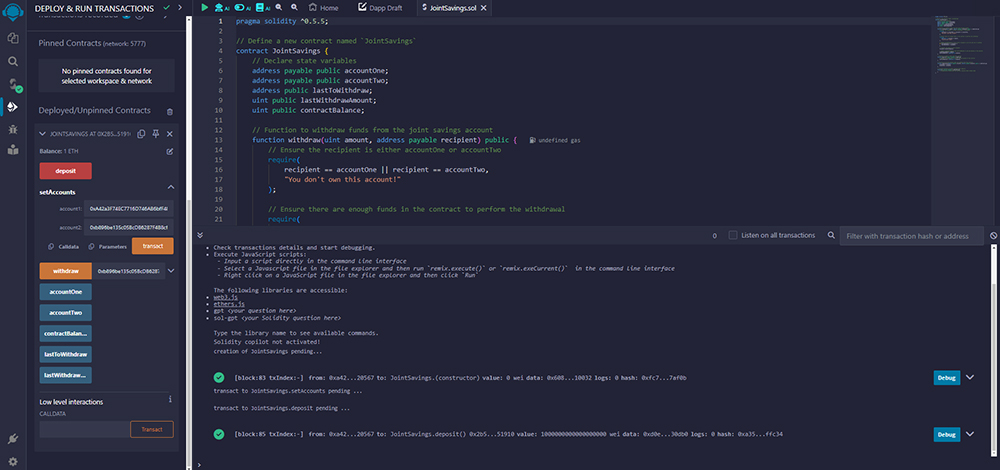 DEPLOY & RUN TRANSACTIONS
Transactions recorded
Pinned Contracts (network: 5777)
No pinned contracts found for
selected workspace & network
Deployed/Unpinned Contracts
JOINTSAVINGS AT 0X2B5...51910
Balance: 1 ETH
deposit
setAccounts
account1:
account2:
Calldata
Parameters
transact
withdraw
accountOne
accountTwo
contractBalan...
lastToWithdraw
lastWithdraw...
Low level interactions
i
CALLDATA
Transact
AI
AI
AI
Home
Dapp Draft
JointSavings.sol
1 pragma solidity ^0.5.5;
2
3 // Define a new contract named `JointSavings`
4 contract JointSavings {
5 // Declare state variables
6 address payable public accountOne;
7 address payable public accountTwo;
8 address public lastToWithdraw;
9 uint public lastWithdrawAmount;
10 uint public contractBalance;
11
12 // Function to withdraw funds from the joint savings account
13 function withdraw(uint amount, address payable recipient) public { undefined gas
14 // Ensure the recipient is either accountOne or accountTwo
15 require(
16 recipient == accountOne || recipient == accountTwo,
17 "You don't own this account!"
18 );
19
20 // Ensure there are enough funds in the contract to perform the withdrawal
21 require(
0
Listen on all transactions
Filter with transaction hash or address
• Check transactions details and start debugging.
• Execute JavaScript scripts:
- Input a script directly in the command line interface
- Select a Javascript file in the file explorer and then run `remix.execute()` or `remix.exeCurrent()` in the command line interface
- Right click on a JavaScript file in the file explorer and then click `Run`
The following libraries are accessible:
• web3.js
• ethers.js
• gpt <your question here>
• sol-gpt <your Solidity question here>
Type the library name to see available commands.
Solidity copilot not activated!
creation of JointSavings pending...
[block:83 txIndex:-] from: 0xa42...20567 to: JointSavings.(constructor) value: 0 wei data: 0x608...10032 logs: 0 hash: 0xfc7...7af0b
Debug
transact to JointSavings.setAccounts pending ...
transact to JointSavings.deposit pending ...
[block:85 txIndex:-] from: 0xa42...20567 to: JointSavings.deposit() 0x2b5...51910 value: 1000000000000000000 wei data: 0xd0e...30db0 logs: 0 hash: 0xa35...ffc34
Debug
>